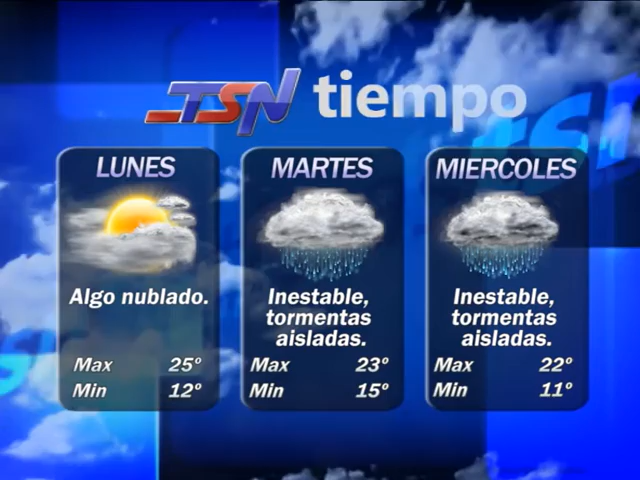 TSN tiempo
LUNES
Algo nublado.
Max 25º
Min 12º
MARTES
Inestable,
tormentas
aisladas.
Max 23º
Min 15º
MIERCOLES
Inestable,
tormentas
aisladas.
Max 22º
Min 11º